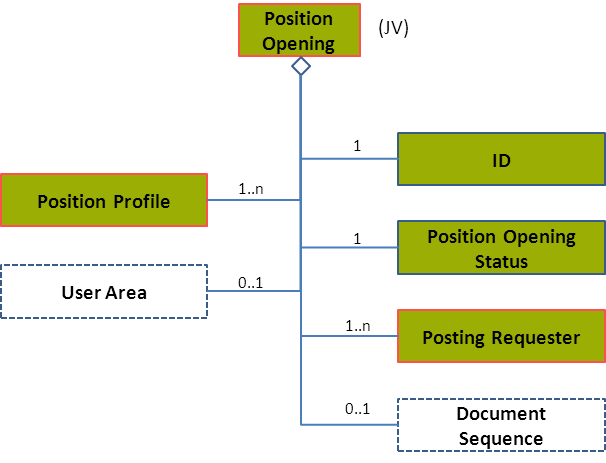 Position
Opening
(JV)
1
ID
1..n
Position Profile
1
Position Opening
Status
0..1
User Area
1..n
Posting Requester
0..1
Document
Sequence